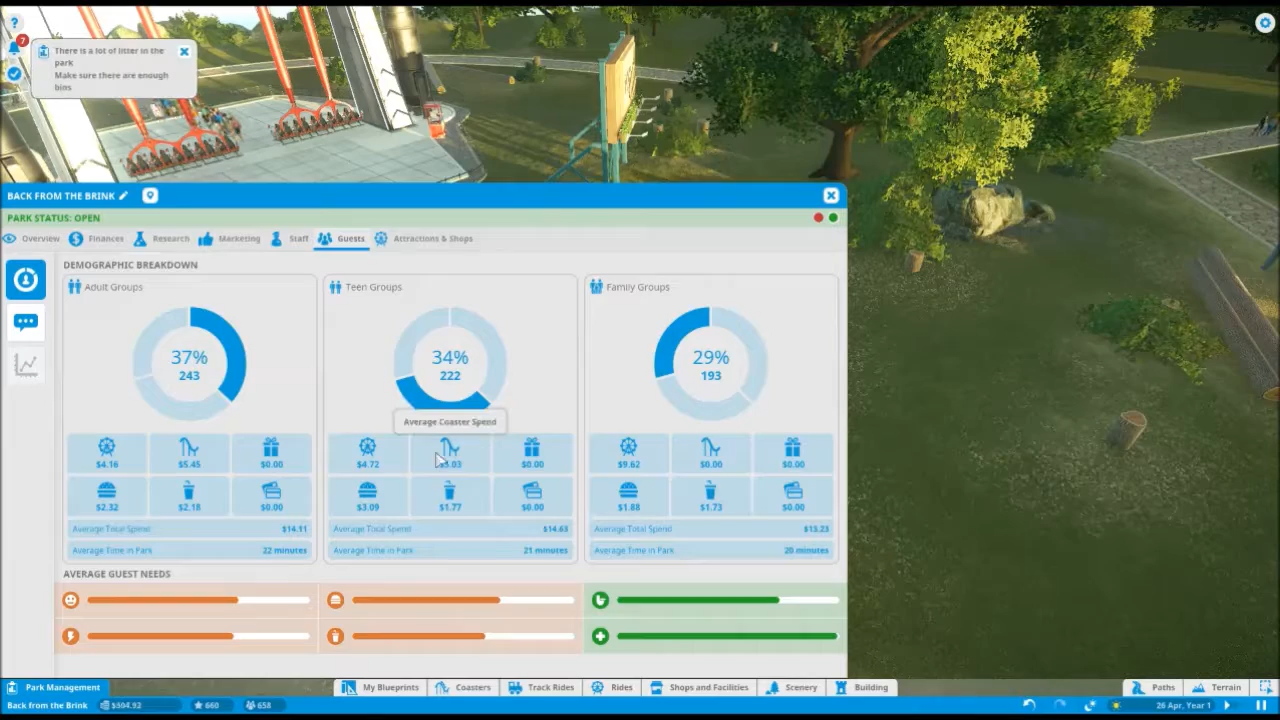 ?
7
There is a lot of litter in the
park
Make sure there are enough
bins
BACK FROM THE BRINK
PARK STATUS: OPEN
Overview Finances Research Marketing Staff Guests Attractions & Shops
DEMOGRAPHIC BREAKDOWN
Adult Groups Teen Groups Family Groups
37% 34% 29%
243 222 193
Average Coaster Spend
$4.16 $5.45 $0.00 $4.72 $0.00 $9.62 $0.00 $0.00
$2.32 $2.18 $0.00 $3.09 $1.77 $0.00 $1.88 $1.73 $0.00
Average Total Spend $14.11 Average Total Spend $14.63 Average Total Spend $13.23
Average Time in Park 22 minutes Average Time in Park 21 minutes Average Time in Park 20 minutes
AVERAGE GUEST NEEDS
Park Management My Blueprints Coasters Track Rides Rides Shops and Facilities Scenery Building Paths Terrain
Back from the Brink $504.92 660 658 26 Apr, Year 1